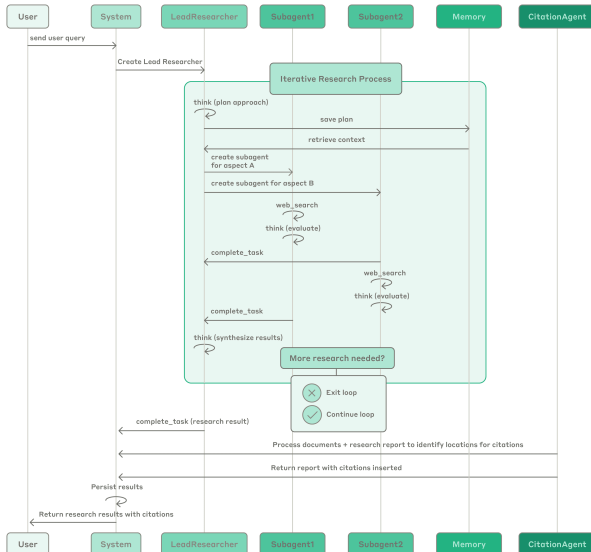 User System LeadResearcher Subagent1 Subagent2 Memory CitationAgent
send user query
Create Lead Researcher
Iterative Research Process
think (plan approach)
save plan
retrieve context
create subagent
for aspect A
create subagent for aspect B
web_search
think (evaluate)
complete_task
web_search
think (evaluate)
complete_task
think (synthesize results)
More research needed?
Exit loop
Continue loop
complete_task (research result)
Process documents + research report to identify locations for citations
Return report with citations inserted
Persist results
Return research results with citations
User System LeadResearcher Subagent1 Subagent2 Memory CitationAgent